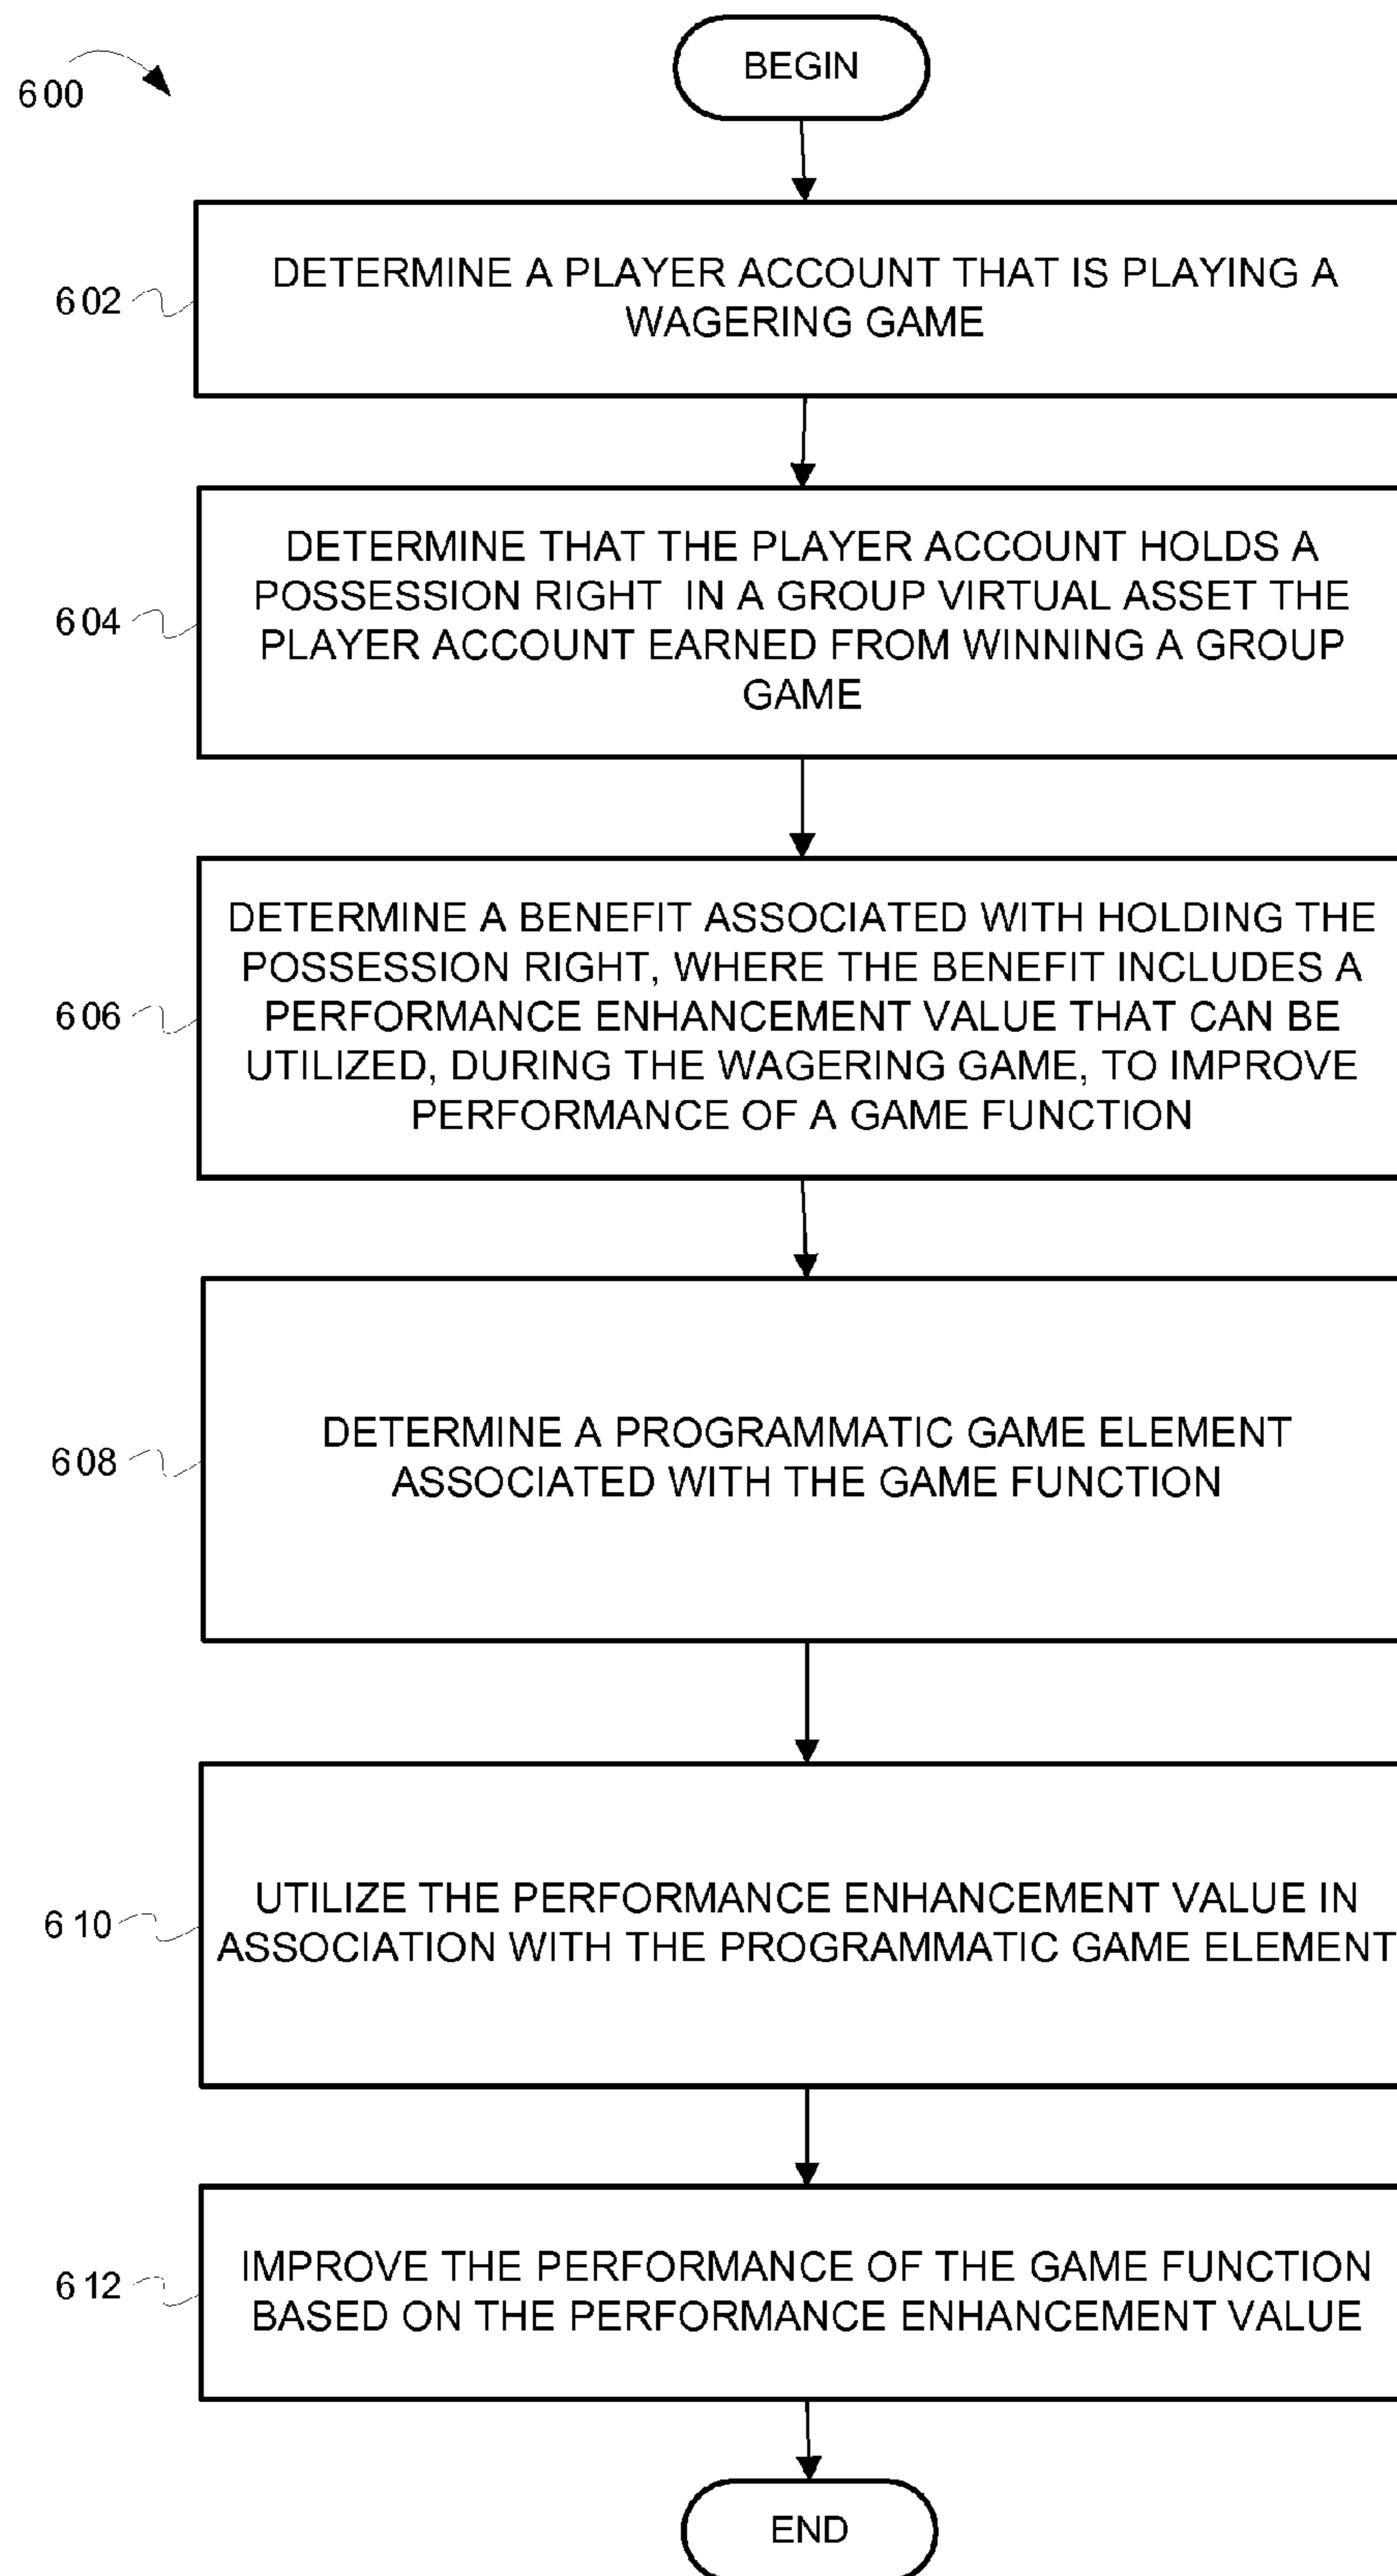 BEGIN
600
DETERMINE A PLAYER ACCOUNT THAT IS PLAYING A
WAGERING GAME
602
DETERMINE THAT THE PLAYER ACCOUNT HOLDS A
POSSESSION RIGHT IN A GROUP VIRTUAL ASSET THE
PLAYER ACCOUNT EARNED FROM WINNING A GROUP
GAME
604
DETERMINE A BENEFIT ASSOCIATED WITH HOLDING THE
POSSESSION RIGHT, WHERE THE BENEFIT INCLUDES A
PERFORMANCE ENHANCEMENT VALUE THAT CAN BE
UTILIZED, DURING THE WAGERING GAME, TO IMPROVE
PERFORMANCE OF A GAME FUNCTION
606
DETERMINE A PROGRAMMATIC GAME ELEMENT
ASSOCIATED WITH THE GAME FUNCTION
608
UTILIZE THE PERFORMANCE ENHANCEMENT VALUE IN
ASSOCIATION WITH THE PROGRAMMATIC GAME ELEMENT
610
IMPROVE THE PERFORMANCE OF THE GAME FUNCTION
BASED ON THE PERFORMANCE ENHANCEMENT VALUE
612
END